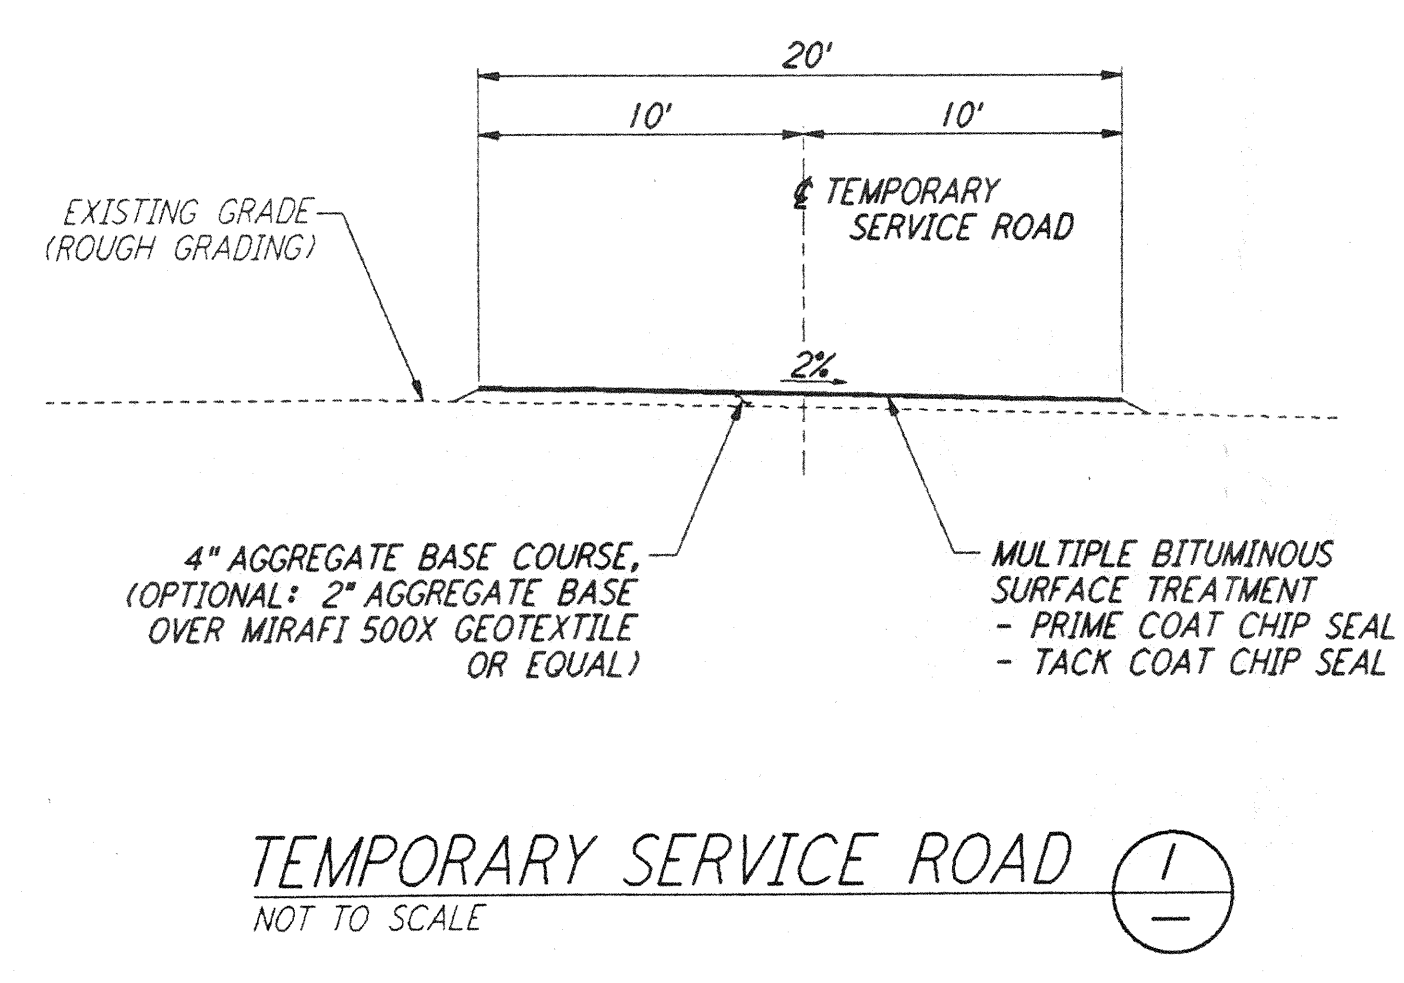 20'
10'
10'
℄ TEMPORARY
SERVICE ROAD
EXISTING GRADE
(ROUGH GRADING)
2%
4" AGGREGATE BASE COURSE,
(OPTIONAL: 2" AGGREGATE BASE
OVER MIRAFI 500X GEOTEXTILE
OR EQUAL)
MULTIPLE BITUMINOUS
SURFACE TREATMENT
- PRIME COAT CHIP SEAL
- TACK COAT CHIP SEAL
TEMPORARY SERVICE ROAD
1
—
NOT TO SCALE